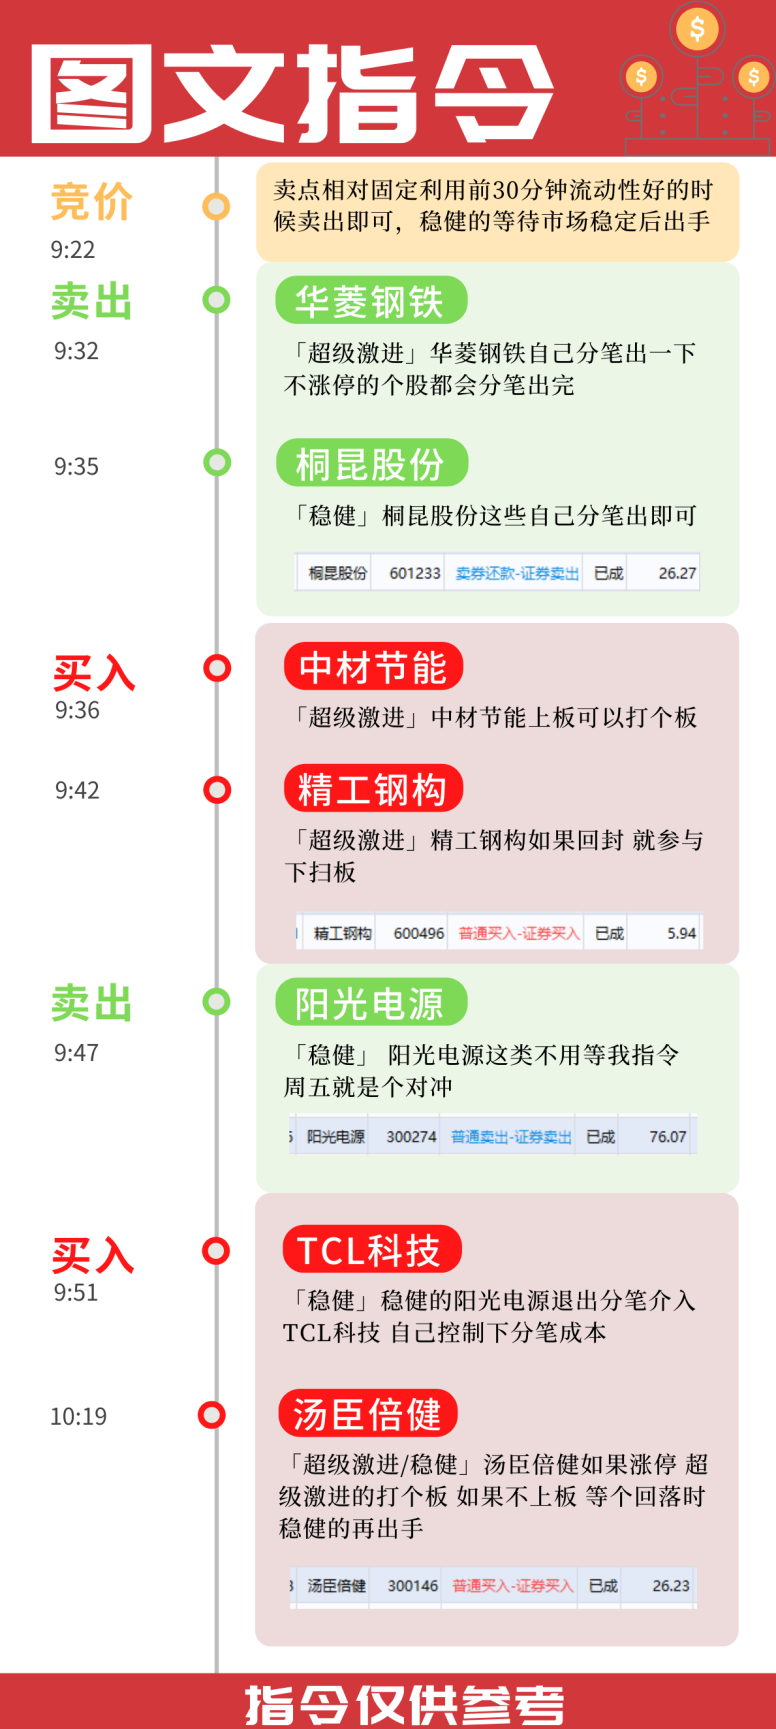 图文指令
竞价
9:22
卖点相对固定利用前30分钟流动性好的时
候卖出即可，稳健的等待市场稳定后出手
卖出
9:32
华菱钢铁
「超级激进」华菱钢铁自己分笔出一下
不涨停的个股都会分笔出完
9:35
桐昆股份
「稳健」桐昆股份这些自己分笔出即可
桐昆股份 601233 卖券还款-证券卖出 已成 26.27
买入
9:36
中材节能
「超级激进」中材节能上板可以打个板
9:42
精工钢构
「超级激进」精工钢构如果回封 就参与
下扫板
精工钢构 600496 普通买入-证券买入 已成 5.94
卖出
9:47
阳光电源
「稳健」 阳光电源这类不用等我指令
周五就是个对冲
阳光电源 300274 普通卖出-证券卖出 已成 76.07
买入
9:51
TCL科技
「稳健」稳健的阳光电源退出分笔介入
TCL科技 自己控制下分笔成本
10:19
汤臣倍健
「超级激进/稳健」汤臣倍健如果涨停 超
级激进的打个板 如果不上板 等个回落时
稳健的再出手
汤臣倍健 300146 普通买入-证券买入 已成 26.23
指令仅供参考